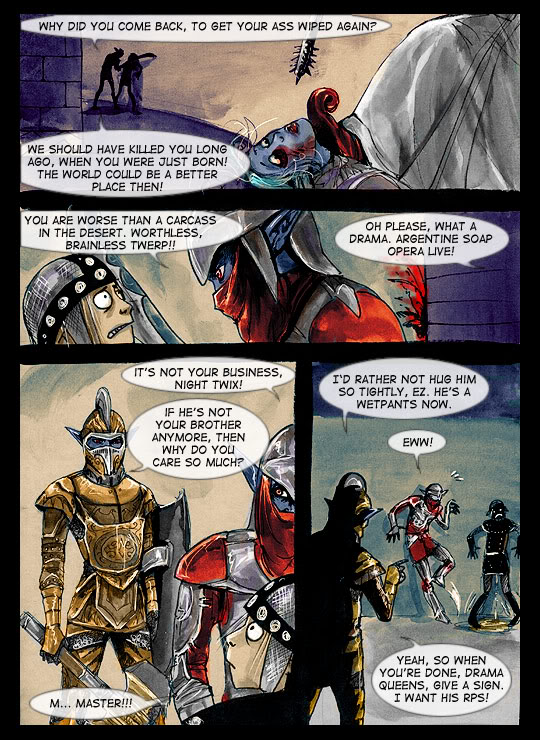 WHY DID YOU COME BACK, TO GET YOUR ASS WIPED AGAIN?
WE SHOULD HAVE KILLED YOU LONG
AGO, WHEN YOU WERE JUST BORN!
THE WORLD COULD BE A BETTER
PLACE THEN!
YOU ARE WORSE THAN A CARCASS
IN THE DESERT. WORTHLESS,
BRAINLESS TWERP!!
OH PLEASE, WHAT A
DRAMA. ARGENTINE SOAP
OPERA LIVE!
IT'S NOT YOUR BUSINESS,
NIGHT TWIX!
IF HE'S NOT
YOUR BROTHER
ANYMORE, THEN
WHY DO YOU
CARE SO MUCH?
M... MASTER!!!
I'D RATHER NOT HUG HIM
SO TIGHTLY, EZ. HE'S A
WETPANTS NOW.
EWW!
YEAH, SO WHEN
YOU'RE DONE, DRAMA
QUEENS, GIVE A SIGN.
I WANT HIS RPS!